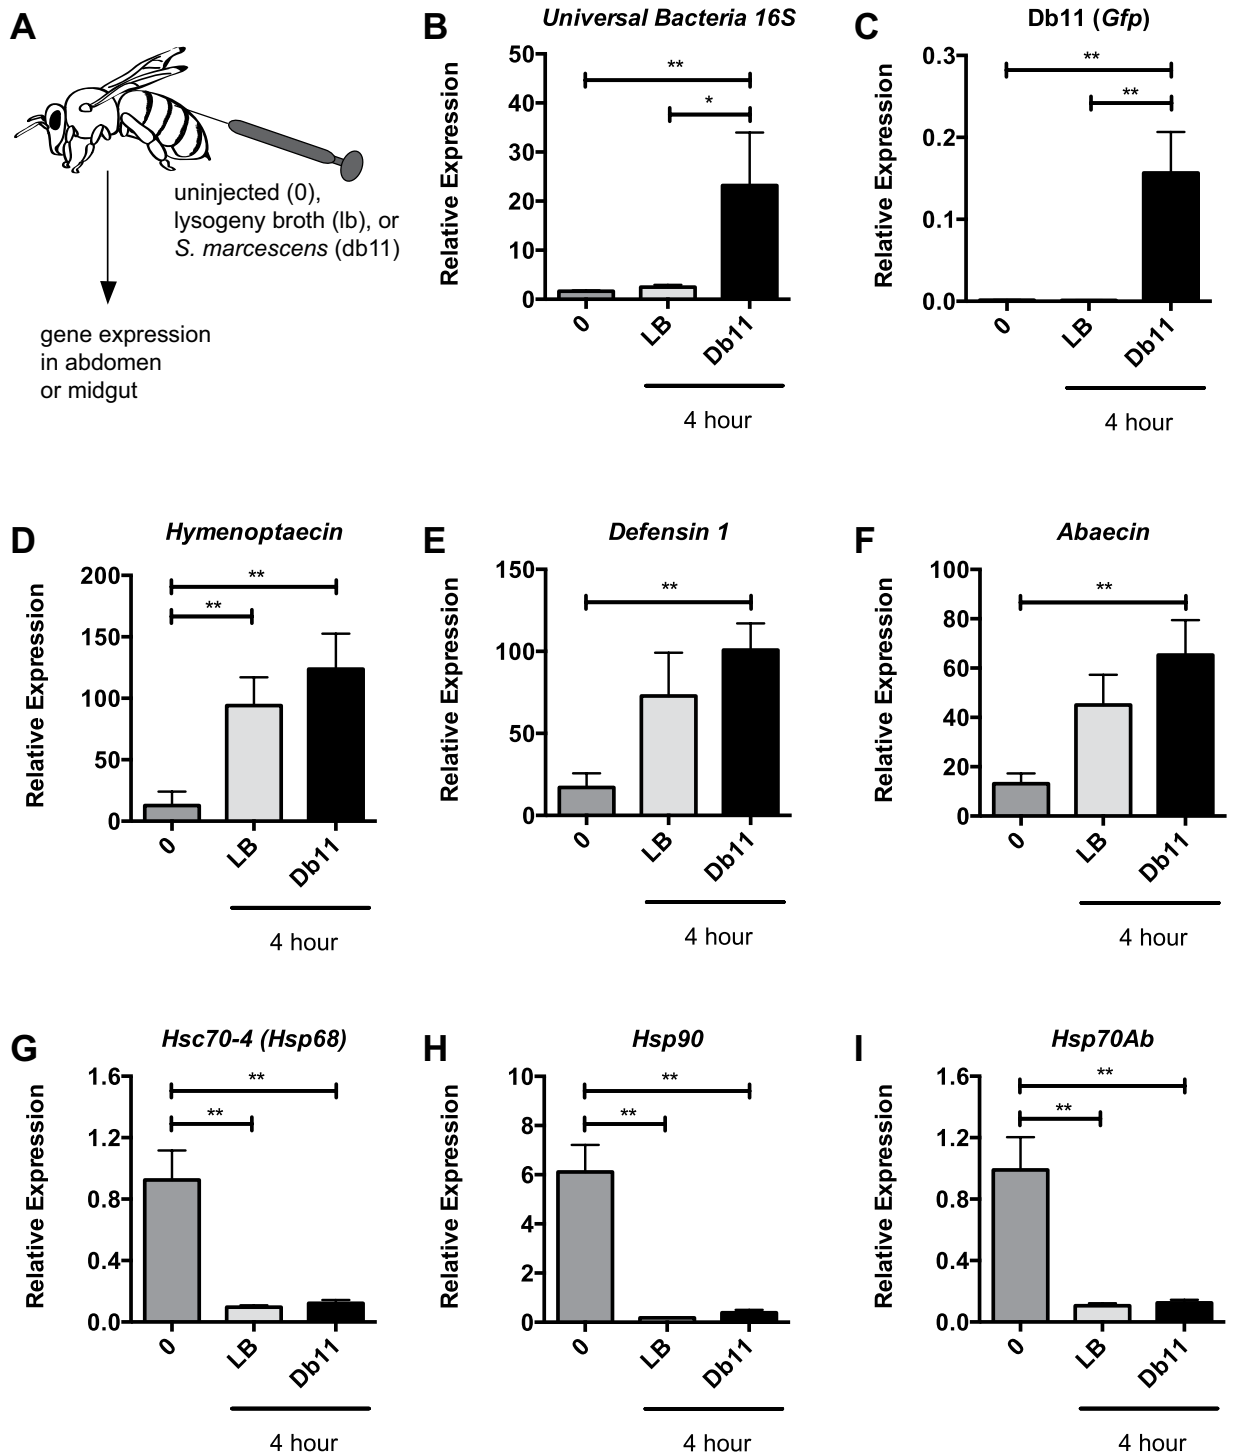 A
uninjected (0),
lysogeny broth (lb), or
S. marcescens (db11)
gene expression
in abdomen
or midgut
B
Universal Bacteria 16S
Relative Expression
50
40
30
20
10
0
**
*
0
LB
Db11
4 hour
C
Db11 (Gfp)
Relative Expression
0.3
0.2
0.1
0.0
**
**
0
LB
Db11
4 hour
D
Hymenoptaecin
Relative Expression
200
150
100
50
0
**
**
0
LB
Db11
4 hour
E
Defensin 1
Relative Expression
150
100
50
0
**
0
LB
Db11
4 hour
F
Abaecin
Relative Expression
100
80
60
40
20
0
**
0
LB
Db11
4 hour
G
Hsc70-4 (Hsp68)
Relative Expression
1.6
1.2
0.8
0.4
0.0
**
**
0
LB
Db11
4 hour
H
Hsp90
Relative Expression
10
8
6
4
2
0
**
**
0
LB
Db11
4 hour
I
Hsp70Ab
Relative Expression
1.6
1.2
0.8
0.4
0.0
**
**
0
LB
Db11
4 hour